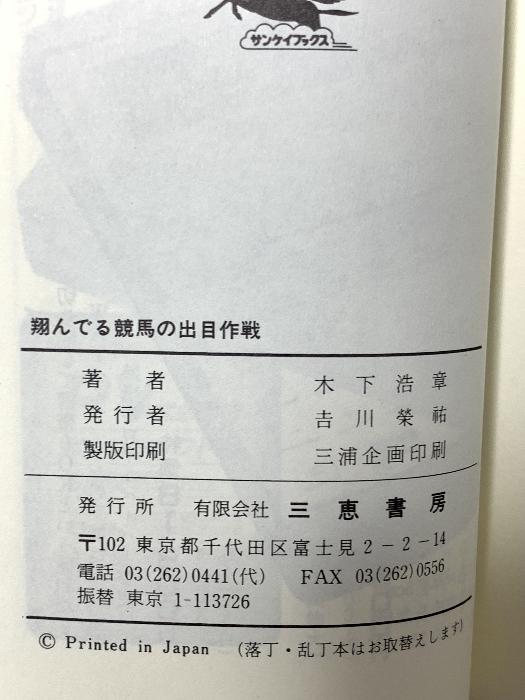 サンケイブックス
翔んでる競馬の出目作戦
著者 木下浩章
発行者 吉川榮祐
製版印刷 三浦企画印刷
発行所 有限会社 三恵書房
〒102 東京都千代田区富士見2-2-14
電話 03(262)0441(代) FAX 03(262)0556
振替 東京 1-113726
© Printed in Japan (落丁・乱丁本はお取替えします)